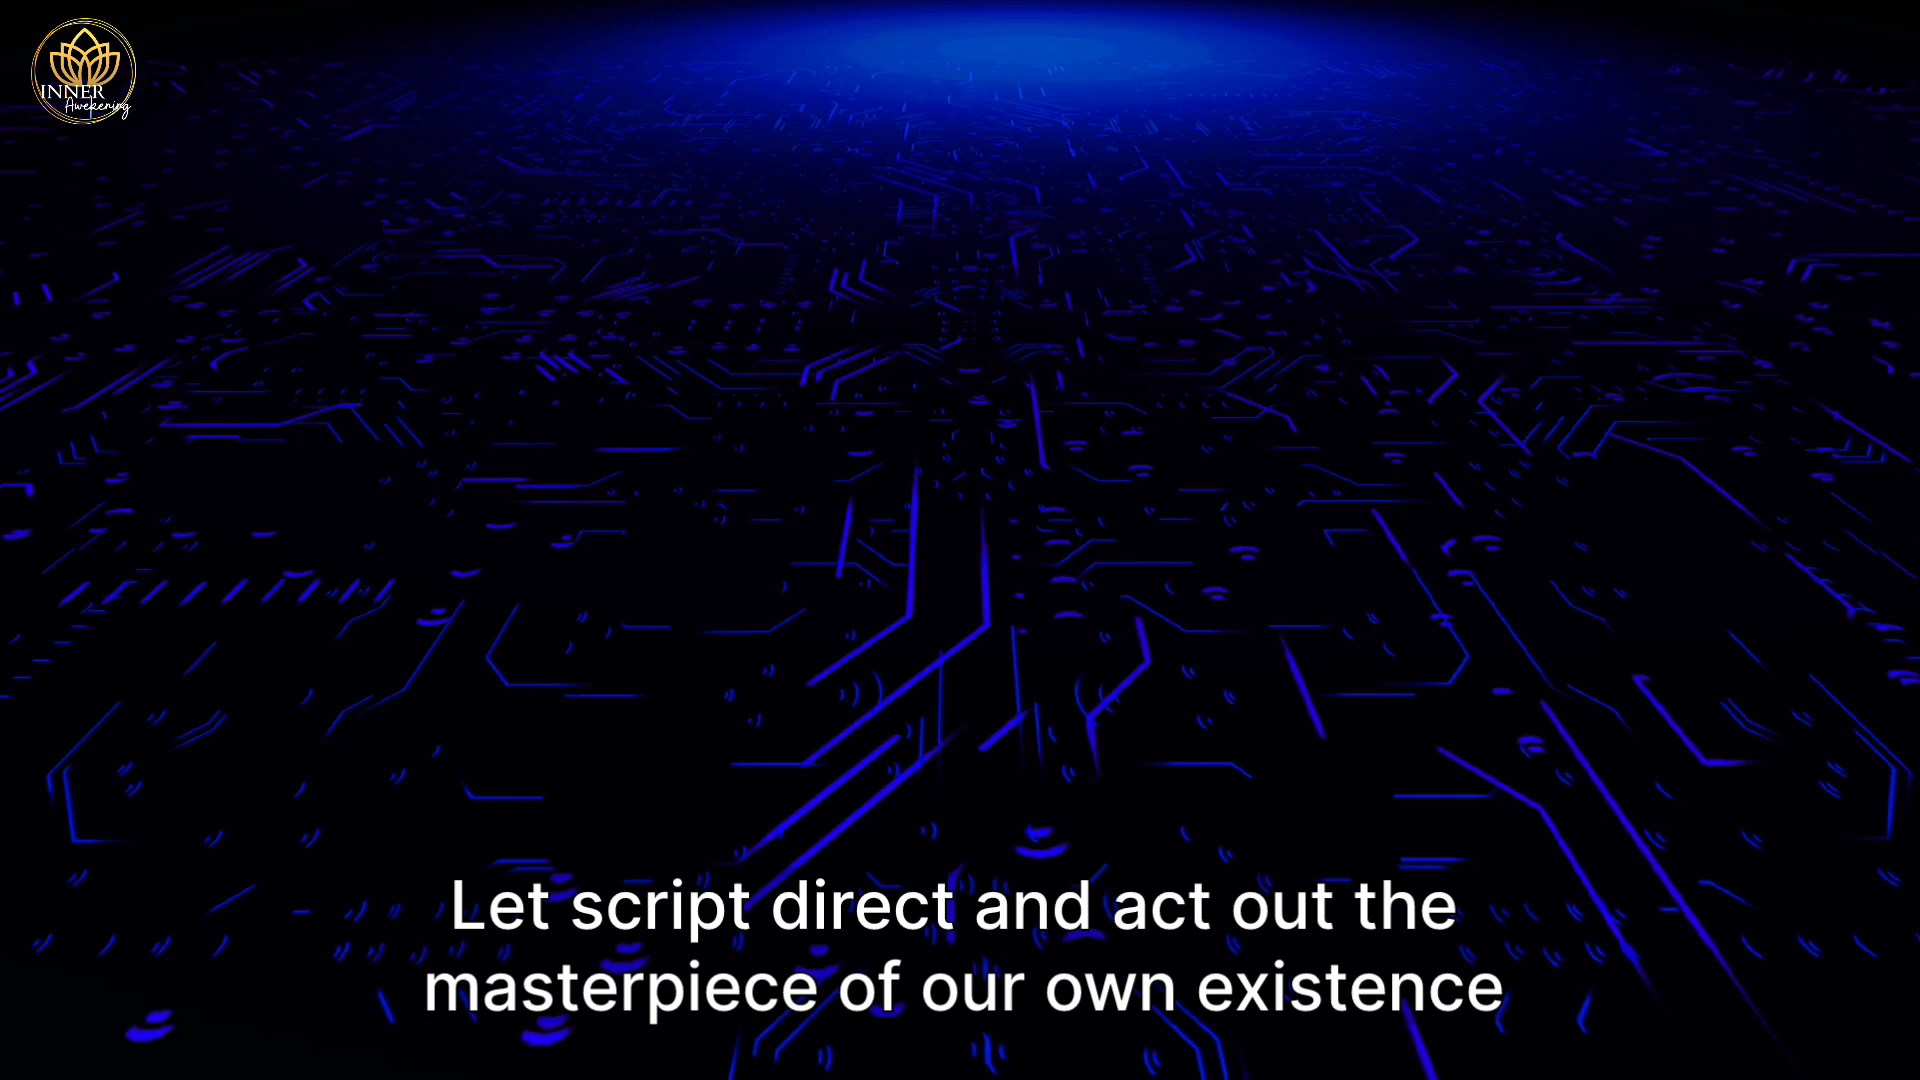 INNER
Awekening
Let script direct and act out the
masterpiece of our own existence